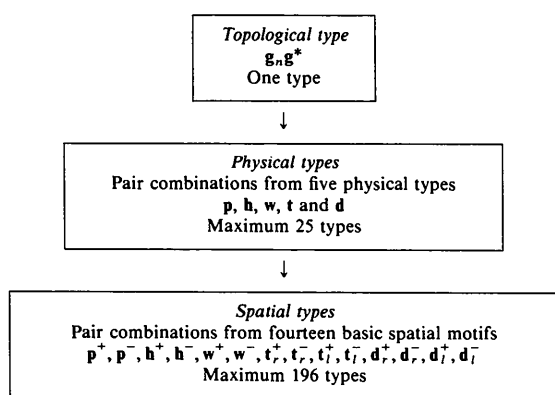 Topological type
gₙg*
One type
↓
Physical types
Pair combinations from five physical types
p, h, w, t and d
Maximum 25 types
↓
Spatial types
Pair combinations from fourteen basic spatial motifs
p⁺, p⁻, h⁺, h⁻, w⁺, w⁻, tᵣ⁺, tᵣ⁻, tₗ⁺, tₗ⁻, dᵣ⁺, dᵣ⁻, dₗ⁺, dₗ⁻
Maximum 196 types